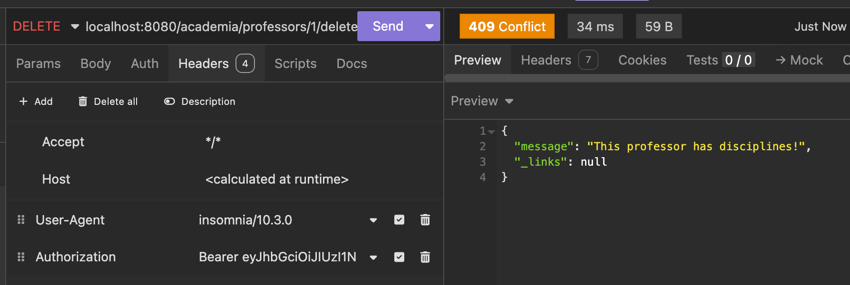 DELETE localhost:8080/academia/professors/1/delete Send
Params Body Auth Headers 4 Scripts Docs
Add Delete all Description
Accept */*
Host <calculated at runtime>
User-Agent insomnia/10.3.0
Authorization Bearer eyJhbGciOiJIUzI1N
409 Conflict 34 ms 59 B Just Now
Preview Headers 7 Cookies Tests 0 / 0 → Mock C
Preview
1 {
2 "message": "This professor has disciplines!",
3 "_links": null
4 }